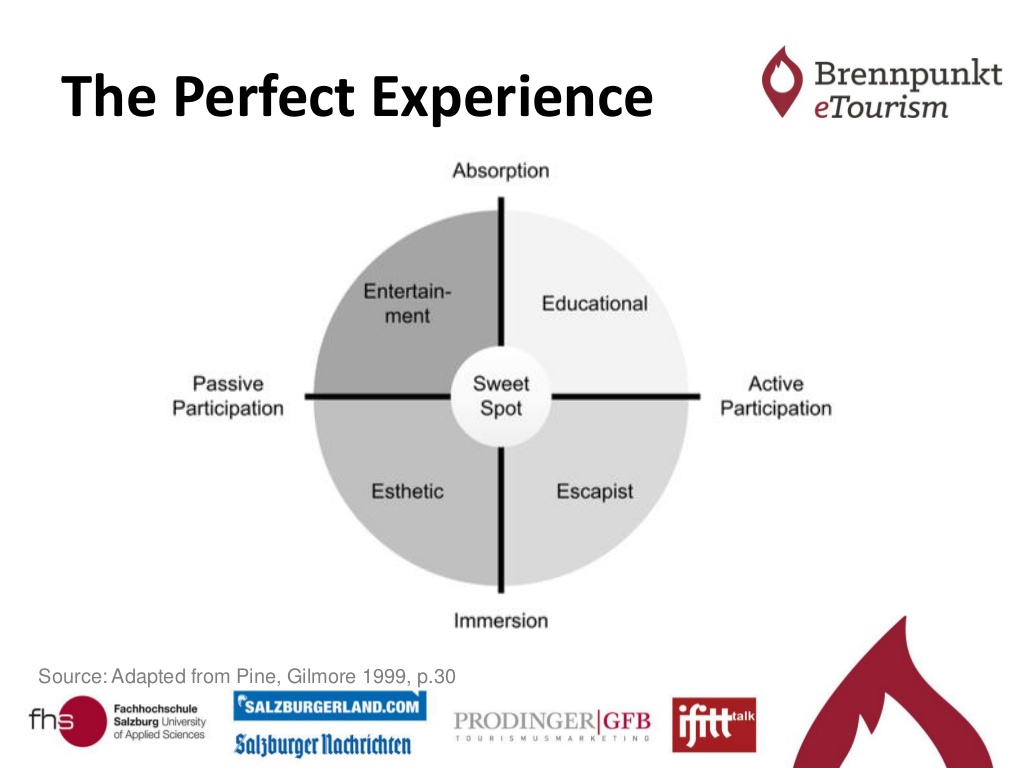 The Perfect Experience
Brennpunkt
eTourism
Absorption
Entertain-
ment
Educational
Passive
Participation
Sweet
Spot
Active
Participation
Esthetic
Escapist
Immersion
Source: Adapted from Pine, Gilmore 1999, p.30
fhs
Fachhochschule
Salzburg University
of Applied Sciences
SALZBURGERLAND.COM
Salzburger Nachrichten
PRODINGER|GFB
TOURISMUSMARKETING
ifitt talk